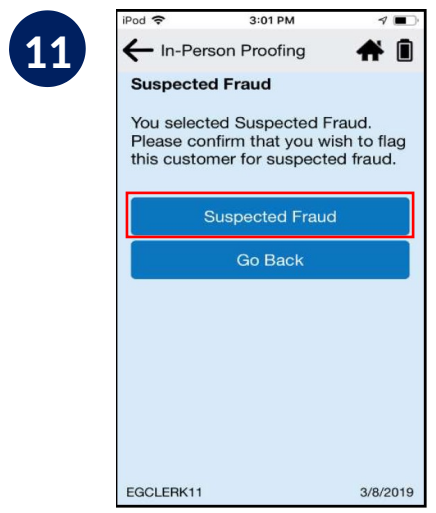 11
iPod 3:01 PM
In-Person Proofing
Suspected Fraud
You selected Suspected Fraud.
Please confirm that you wish to flag
this customer for suspected fraud.
Suspected Fraud
Go Back
EGCLERK11 3/8/2019